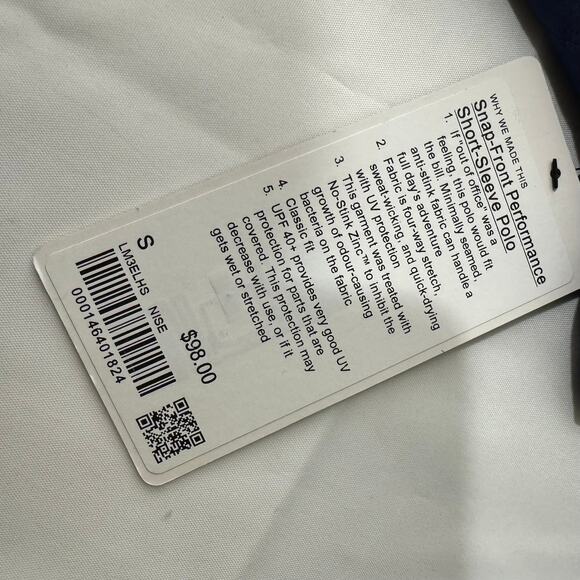 WHY WE MADE THIS
Snap-Front Performance
Short-Sleeve Polo
1. If "out of office" was a
feeling, this polo would fit
the bill. Minimally seamed
anti-stink fabric can handle a
full day's adventure
2. Fabric is four-way stretch,
sweat-wicking, and quick-drying
with UV protection
3. This garment was treated with
No-Stink Zinc™ to inhibit the
growth of odour-causing
bacteria on the fabric
4. Classic fit
5. UPF 40+ provides very good UV
protection for parts that are
covered. This protection may
decrease with use, or if it
gets wet or stretched
S
$98.00
LM3ELHS NISE
000146401824